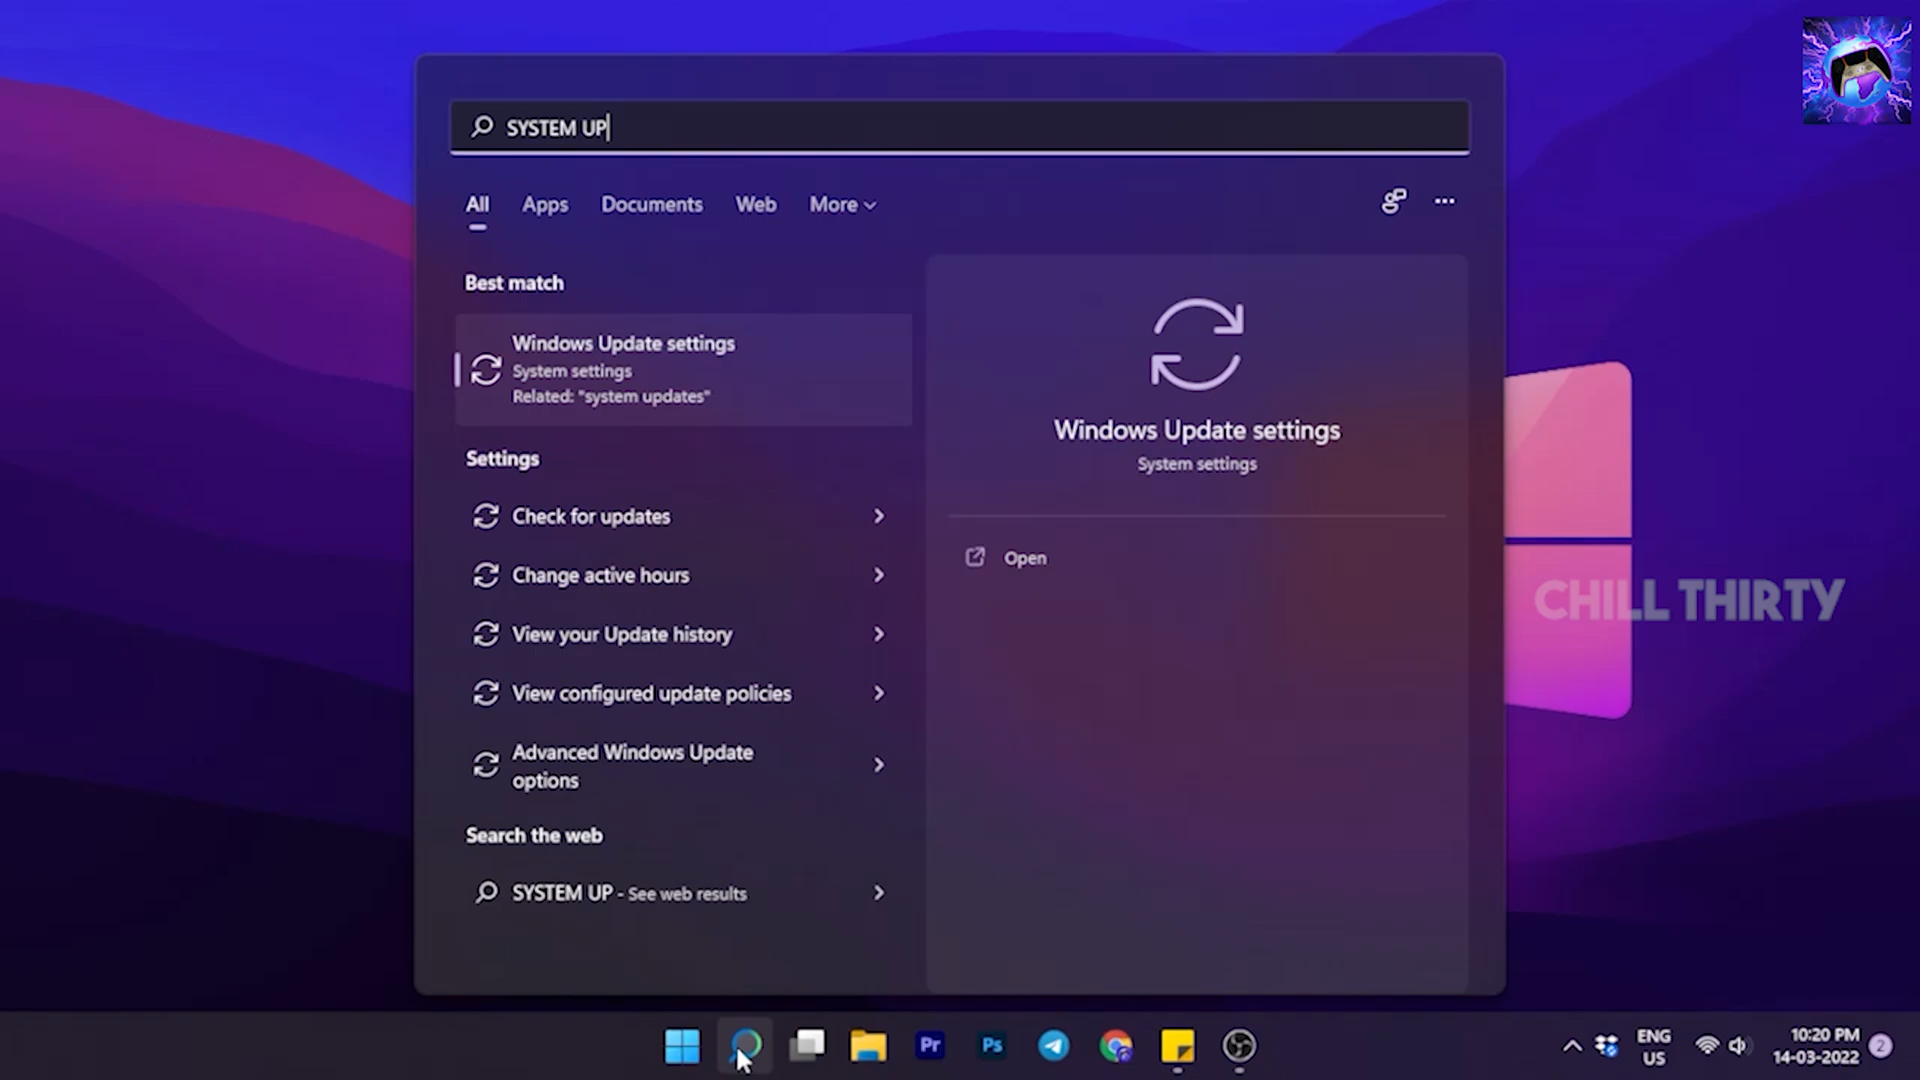 SYSTEM UP
All Apps Documents Web More
Best match
Windows Update settings
System settings
Related: "system updates"
Settings
Check for updates
Change active hours
View your Update history
View configured update policies
Advanced Windows Update
options
Search the web
SYSTEM UP - See web results
Windows Update settings
System settings
Open
CHILL THIRTY
Pr
Ps
ENG
US
10:20 PM
14-03-2022
2